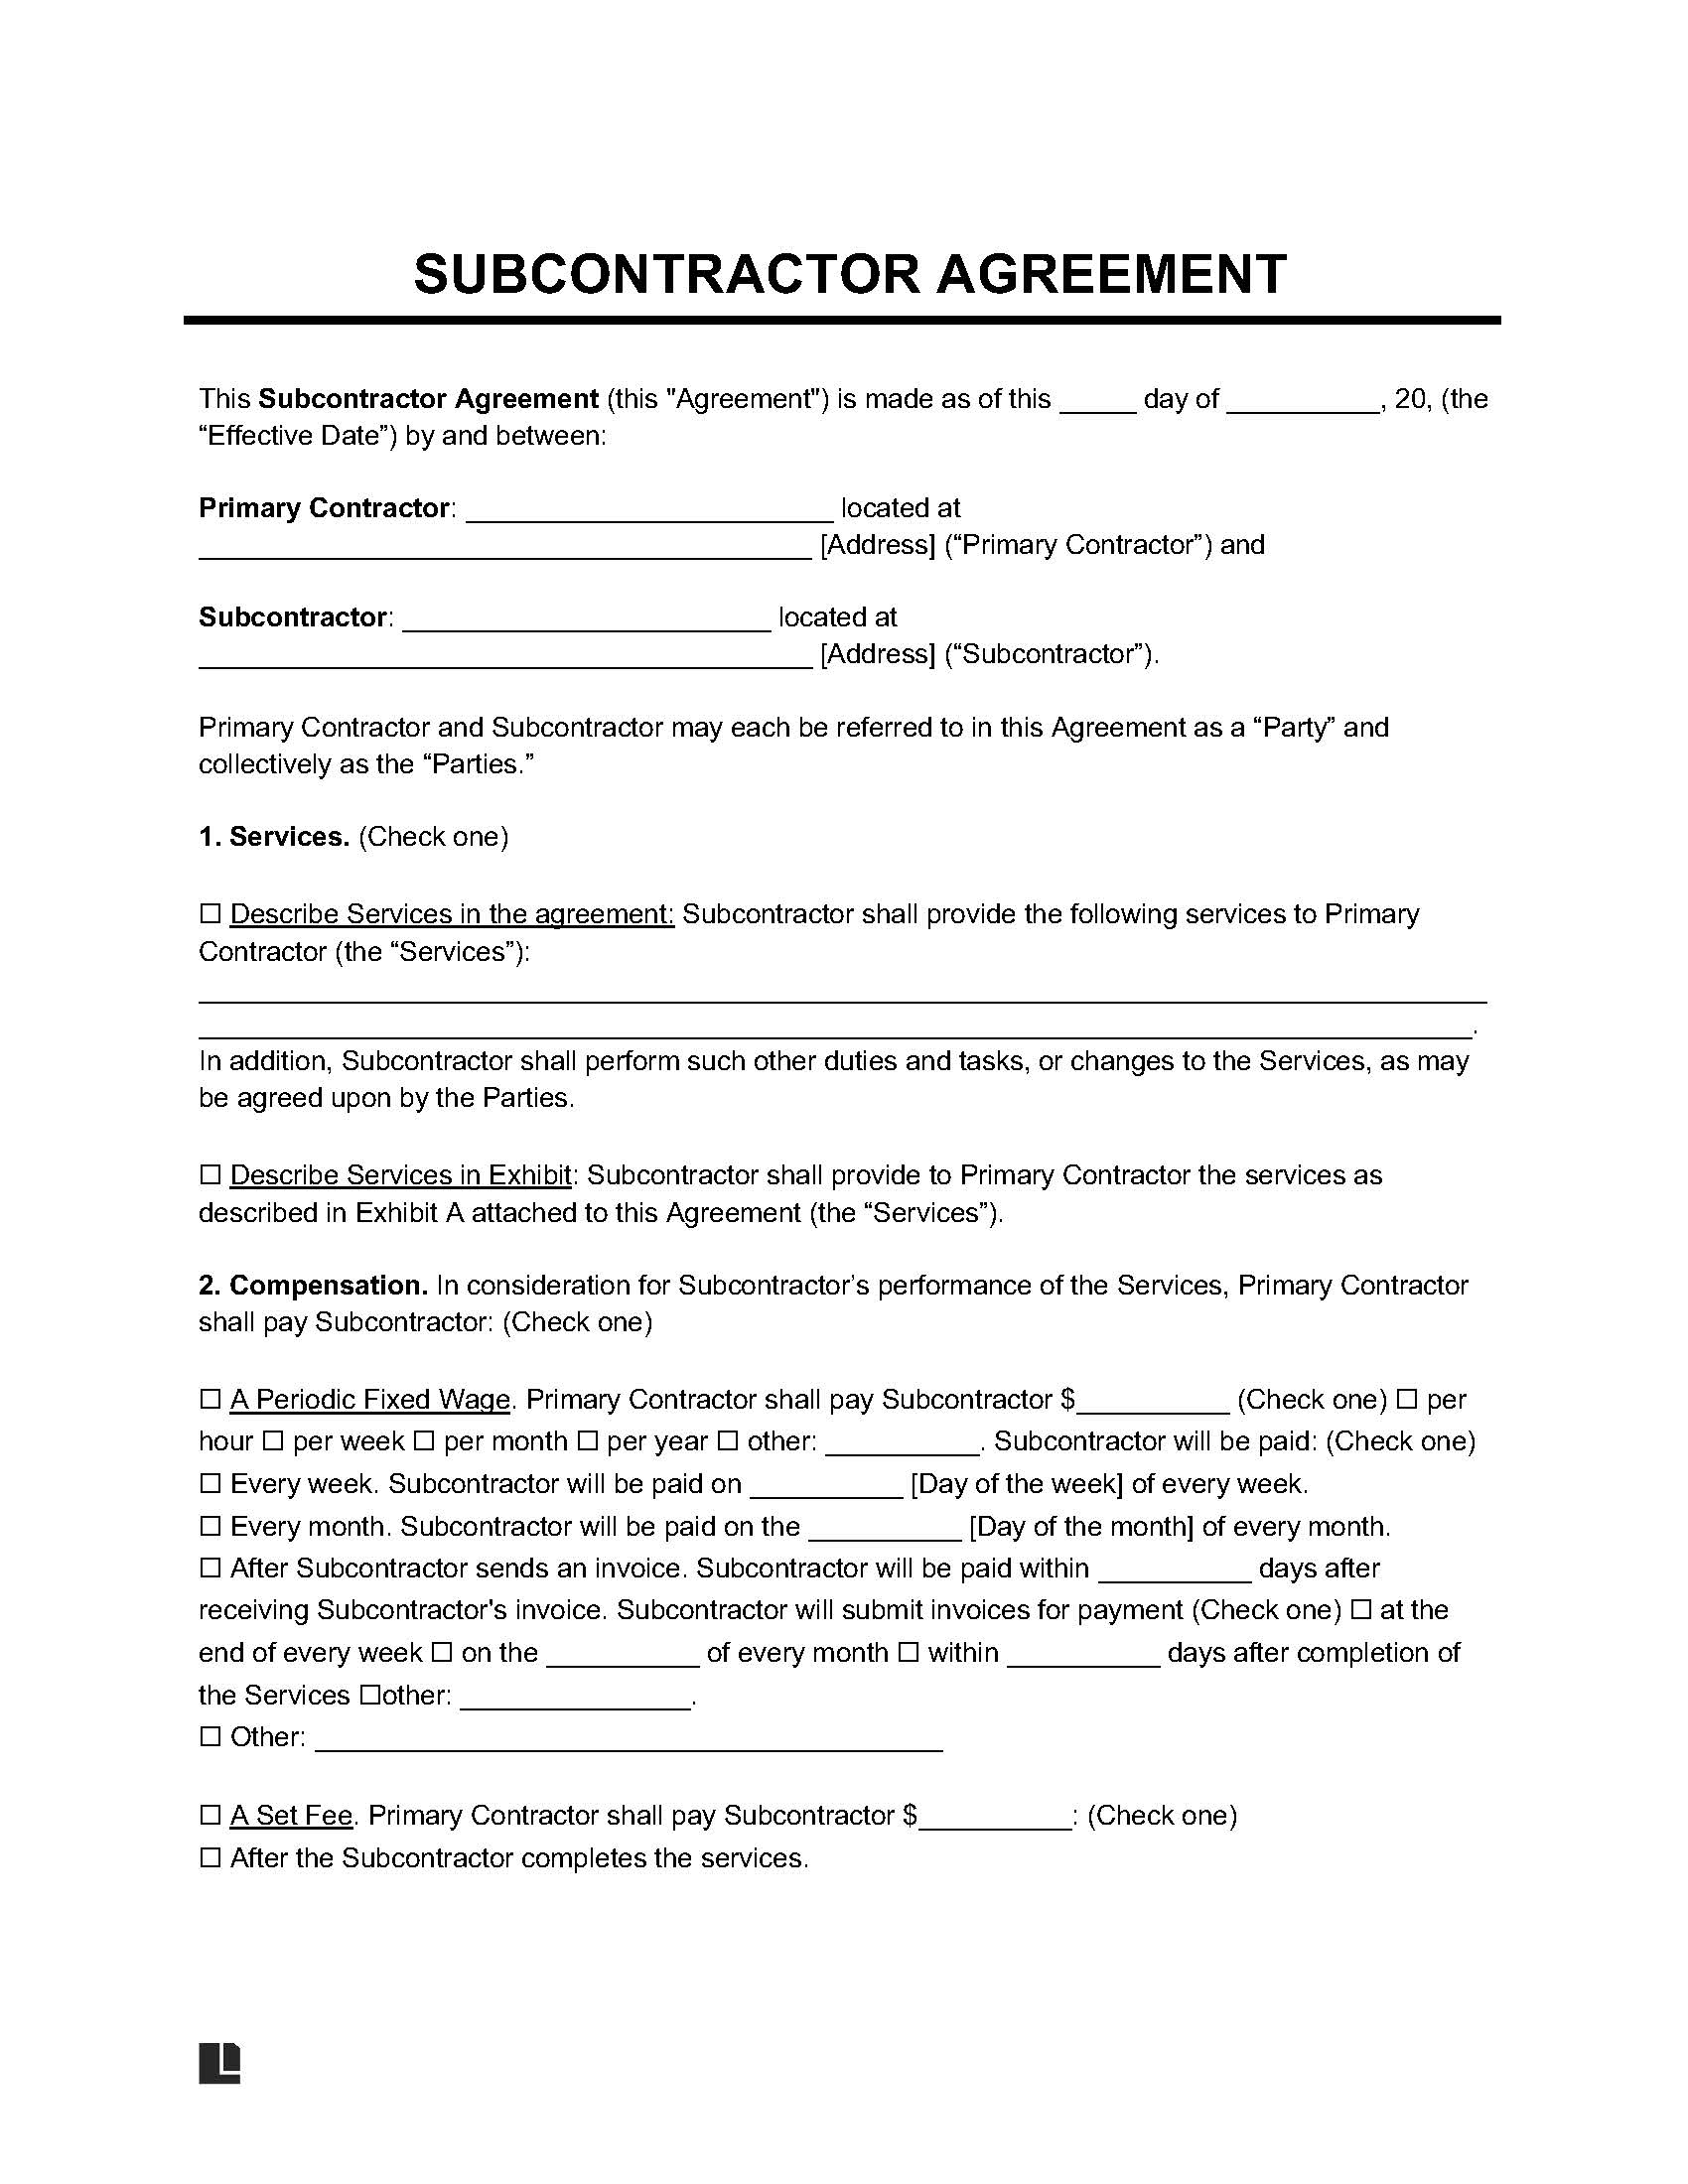 SUBCONTRACTOR AGREEMENT
This Subcontractor Agreement (this "Agreement") is made as of this _____ day of __________, 20, (the
“Effective Date”) by and between:
Primary Contractor: ________________________ located at
________________________________________ [Address] (“Primary Contractor”) and
Subcontractor: ________________________ located at
________________________________________ [Address] (“Subcontractor”).
Primary Contractor and Subcontractor may each be referred to in this Agreement as a “Party” and
collectively as the “Parties.”
1. Services. (Check one)
☐ Describe Services in the agreement: Subcontractor shall provide the following services to Primary
Contractor (the “Services”):
____________________________________________________________________________________
___________________________________________________________________________________.
In addition, Subcontractor shall perform such other duties and tasks, or changes to the Services, as may
be agreed upon by the Parties.
☐ Describe Services in Exhibit: Subcontractor shall provide to Primary Contractor the services as
described in Exhibit A attached to this Agreement (the “Services”).
2. Compensation. In consideration for Subcontractor’s performance of the Services, Primary Contractor
shall pay Subcontractor: (Check one)
☐ A Periodic Fixed Wage. Primary Contractor shall pay Subcontractor $__________ (Check one) ☐ per
hour ☐ per week ☐ per month ☐ per year ☐ other: __________. Subcontractor will be paid: (Check one)
☐ Every week. Subcontractor will be paid on __________ [Day of the week] of every week.
☐ Every month. Subcontractor will be paid on the __________ [Day of the month] of every month.
☐ After Subcontractor sends an invoice. Subcontractor will be paid within __________ days after
receiving Subcontractor's invoice. Subcontractor will submit invoices for payment (Check one) ☐ at the
end of every week ☐ on the __________ of every month ☐ within __________ days after completion of
the Services ☐other: _______________.
☐ Other: _________________________________________
☐ A Set Fee. Primary Contractor shall pay Subcontractor $__________: (Check one)
☐ After the Subcontractor completes the services.